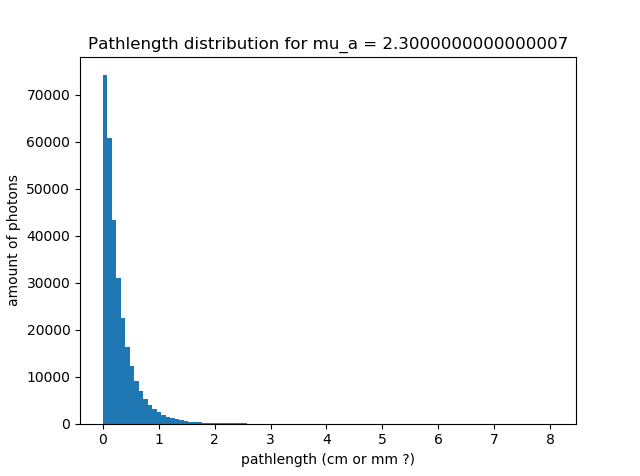 Pathlength distribution for mu_a = 2.3000000000000007
70000
60000
50000
40000
30000
20000
10000
0
amount of photons
0 1 2 3 4 5 6 7 8
pathlength (cm or mm ?)